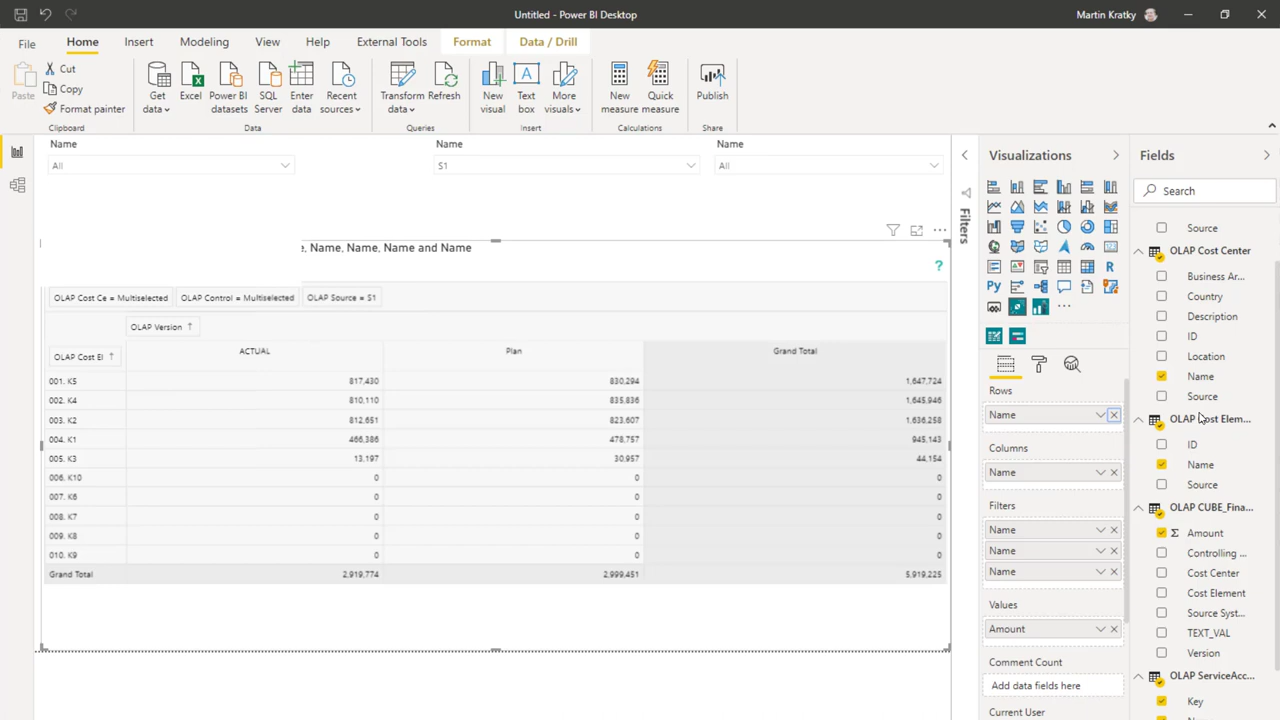 Untitled - Power BI Desktop
Martin Kratky
File Home Insert Modeling View Help External Tools Format Data / Drill
Paste
Cut
Copy
Format painter
Get data
Excel
Power BI datasets
SQL Server
Enter data
Recent sources
Transform data
Refresh
New visual
Text box
More visuals
New measure
Quick measure
Publish
Clipboard Data Queries Insert Calculations Share
Name Name Name
All S1 All
, Name, Name, Name and Name
?
OLAP Cost Ce = Multiselected OLAP Control = Multiselected OLAP Source = S1
OLAP Version ↑
OLAP Cost El ↑ ACTUAL Plan Grand Total
001. K5 817,430 830,294 1,647,724
002. K4 810,110 835,836 1,645,946
003. K2 812,651 823,607 1,636,258
004. K1 466,386 478,757 945,143
005. K3 13,197 30,957 44,154
006. K10 0 0 0
007. K6 0 0 0
008. K7 0 0 0
009. K8 0 0 0
010. K9 0 0 0
Grand Total 2,919,774 2,999,451 5,919,225
Filters
Visualizations
R
Py
Rows
Name
Columns
Name
Filters
Name
Name
Name
Values
Amount
Comment Count
Add data fields here
Current User
Fields
Search
Source
OLAP Cost Center
Business Ar...
Country
Description
ID
Location
Name
Source
OLAP Cost Elem...
ID
Name
Source
OLAP CUBE_Fina...
Σ Amount
Controlling ...
Cost Center
Cost Element
Source Syst...
TEXT_VAL
Version
OLAP ServiceAcc...
Key